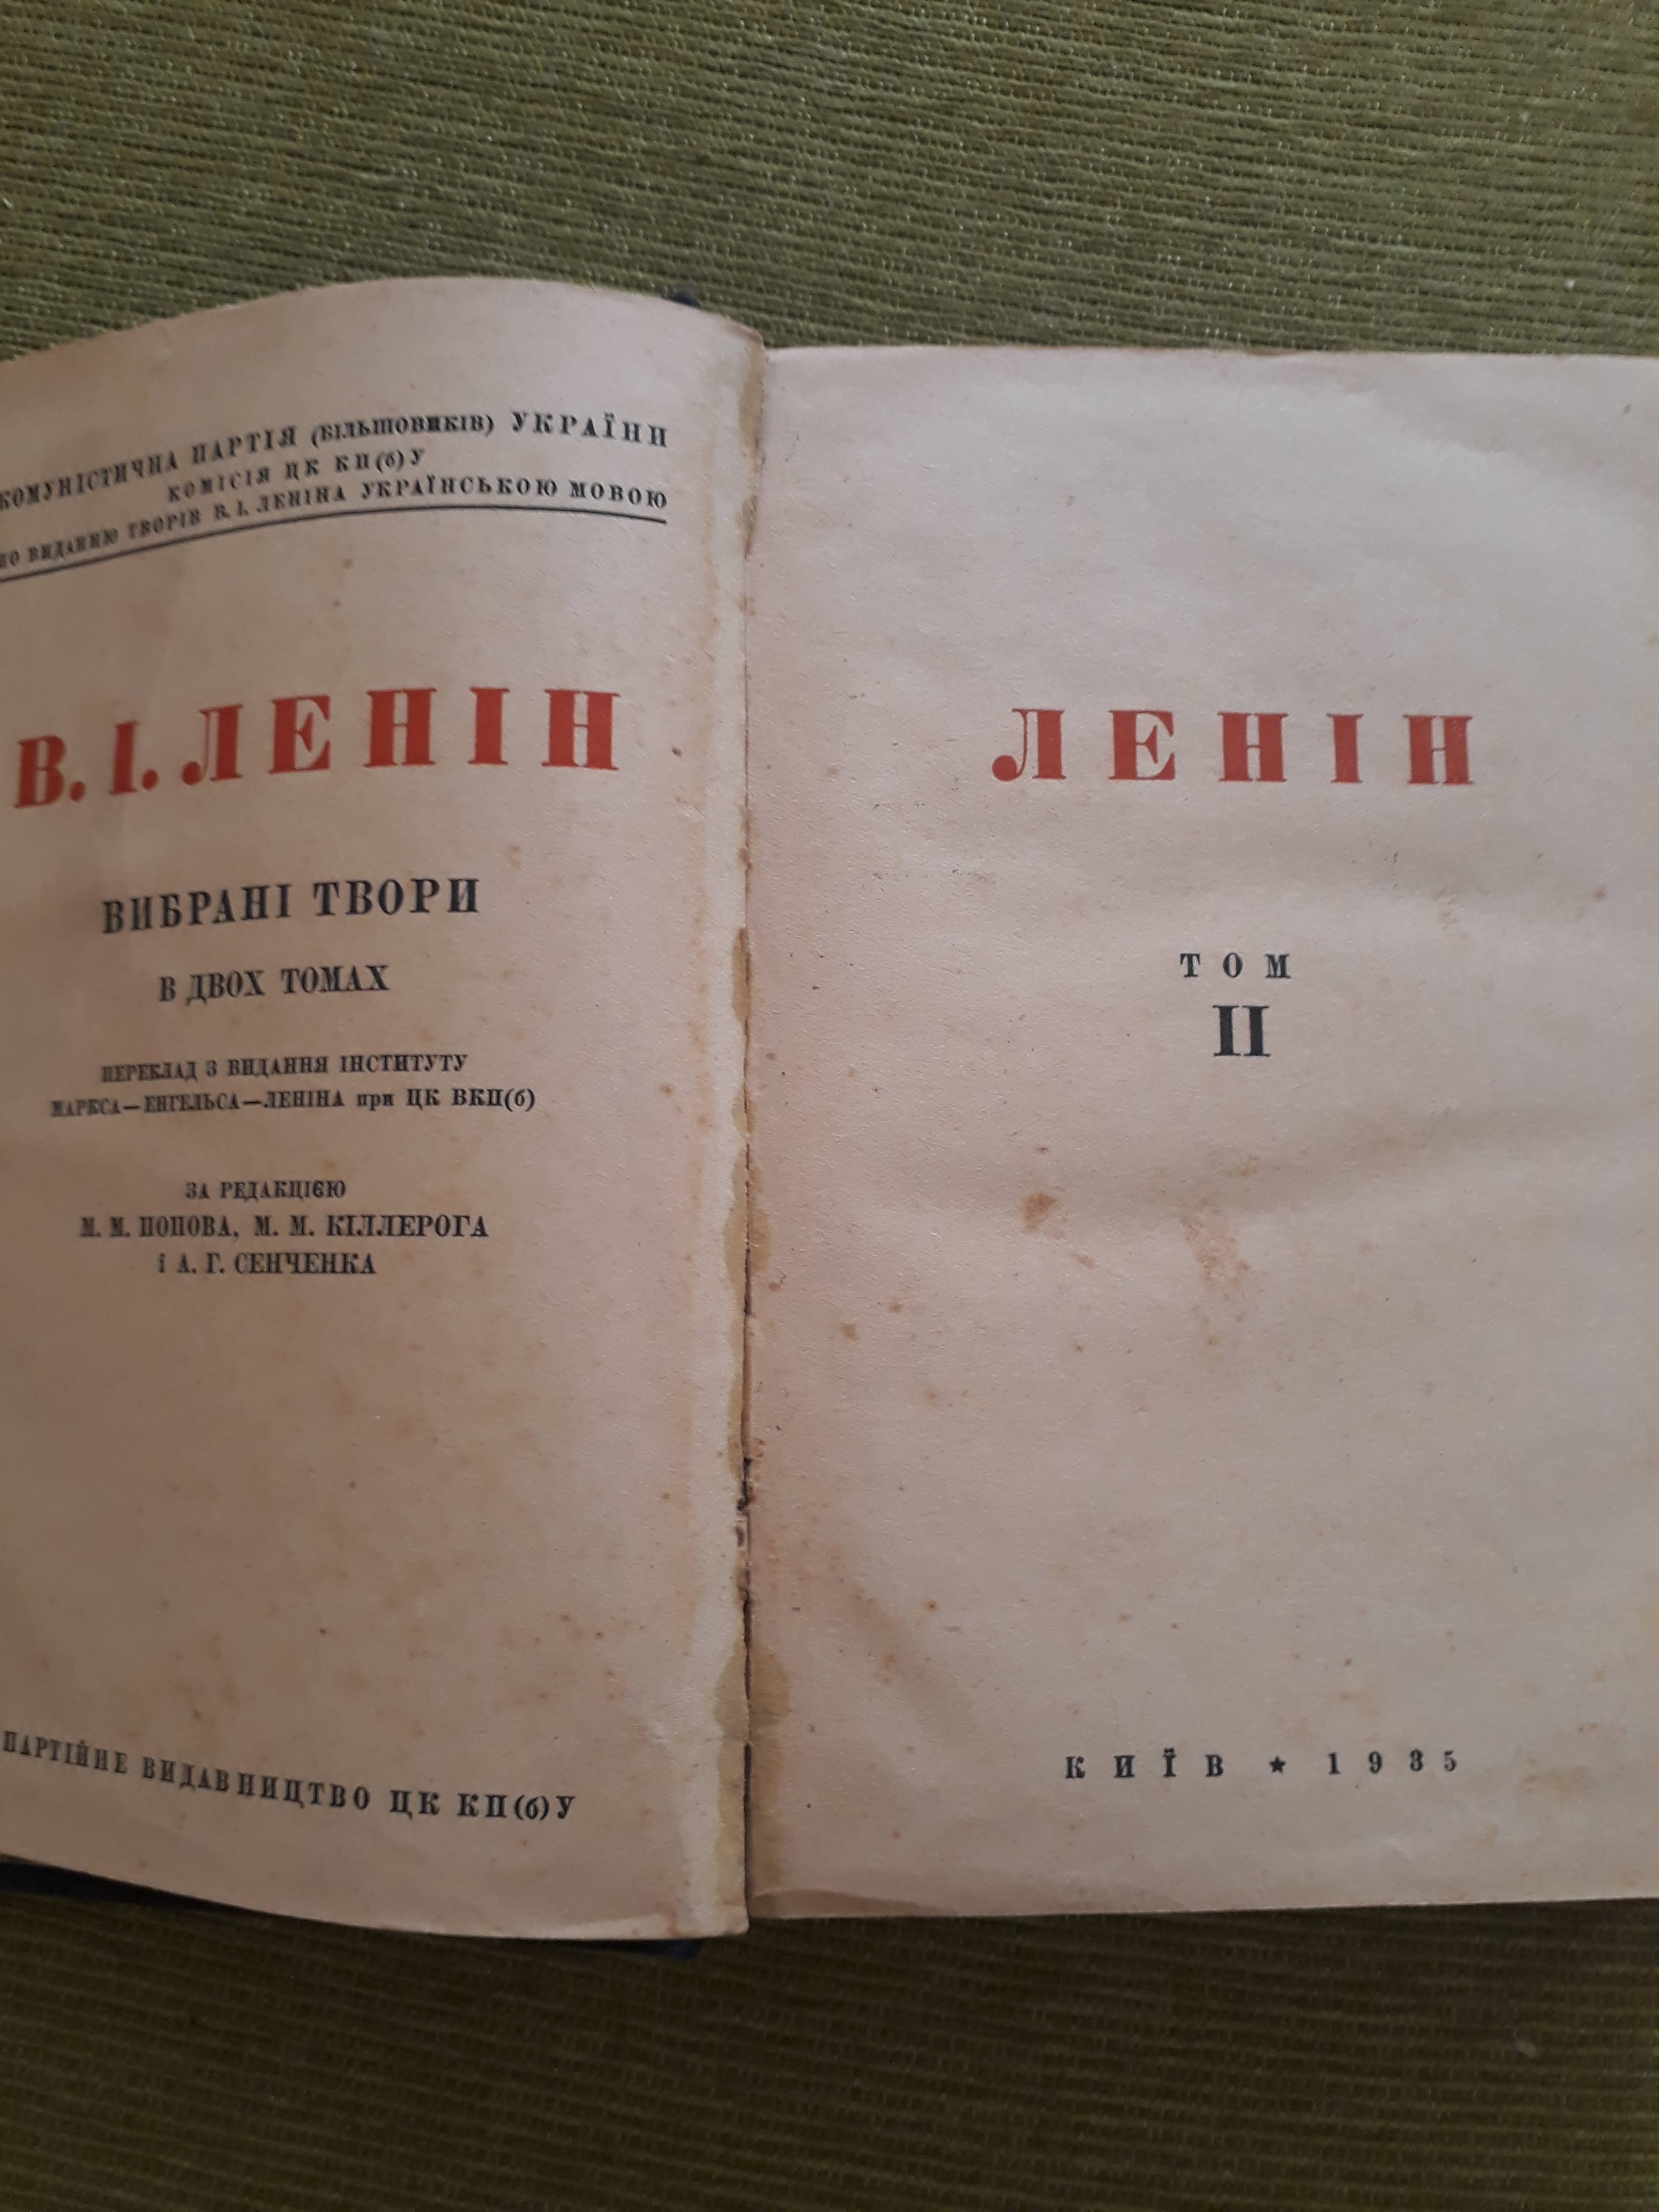 КОМУНІСТИЧНА ПАРТІЯ (БІЛЬШОВИКІВ) УКРАЇНИ
КОМІСІЯ ЦК КП(б)У
ПО ВИДАННЮ ТВОРІВ В. І. ЛЕНІНА УКРАЇНСЬКОЮ МОВОЮ
В. І. ЛЕНІН
ВИБРАНІ ТВОРИ
В ДВОХ ТОМАХ
ПЕРЕКЛАД З ВИДАННЯ ІНСТИТУТУ
МАРКСА—ЕНГЕЛЬСА—ЛЕНІНА при ЦК ВКП(б)
ЗА РЕДАКЦІЄЮ
М. М. ПОПОВА, М. М. КІЛЛЕРОГА
і А. Г. СЕНЧЕНКА
ПАРТІЙНЕ ВИДАВНИЦТВО ЦК КП(б)У
ЛЕНІН
ТОМ
II
КИЇВ ★ 1935